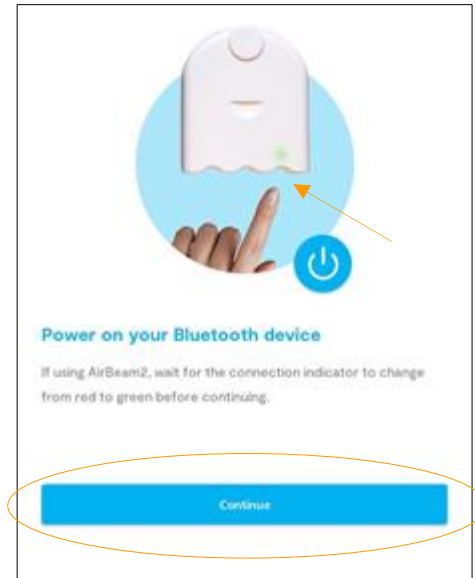 Power on your Bluetooth device
If using AirBeam2, wait for the connection indicator to change
from red to green before continuing.
Continue